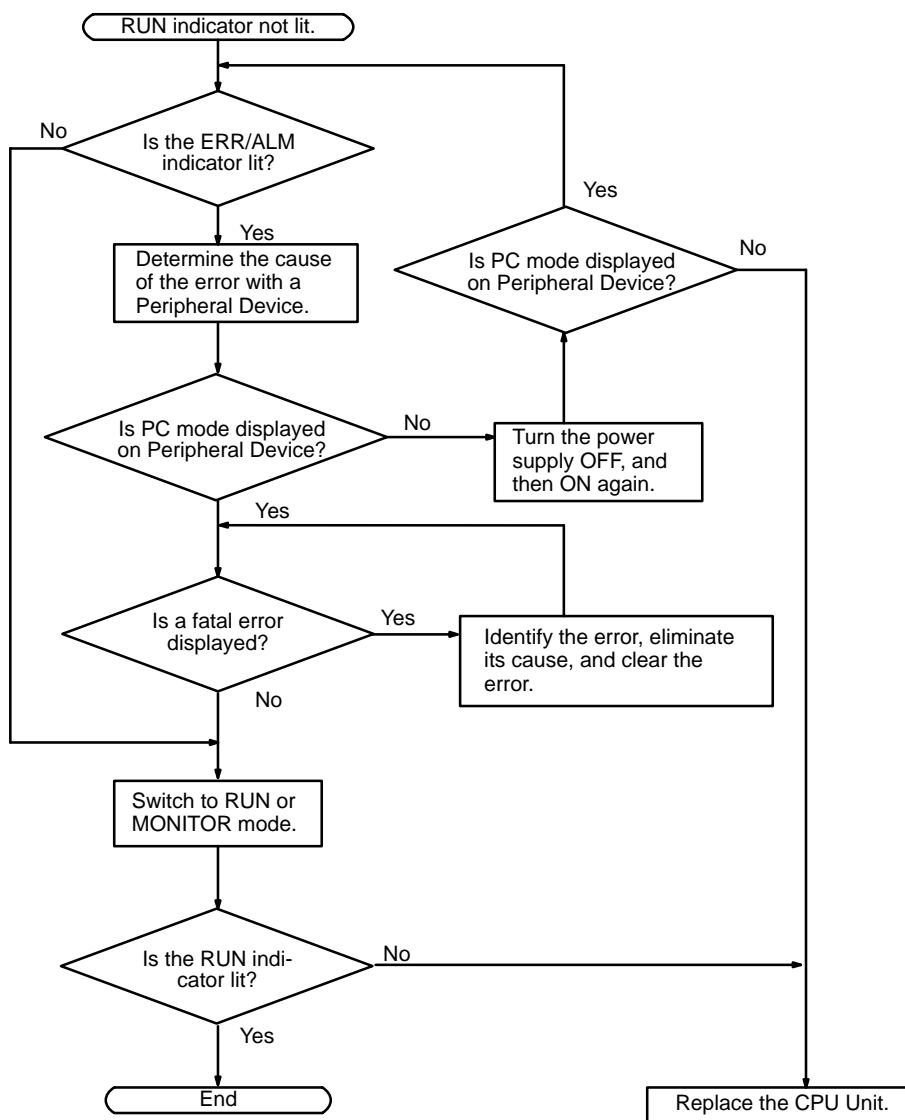 RUN indicator not lit.
No
Is the ERR/ALM
indicator lit?
Yes
Determine the cause
of the error with a
Peripheral Device.
Yes
Is PC mode displayed
on Peripheral Device?
No
Is PC mode displayed
on Peripheral Device?
No
Turn the power
supply OFF, and
then ON again.
Yes
Is a fatal error
displayed?
Yes
Identify the error, eliminate
its cause, and clear the
error.
No
Switch to RUN or
MONITOR mode.
Is the RUN indi-
cator lit?
No
Yes
End
Replace the CPU Unit.